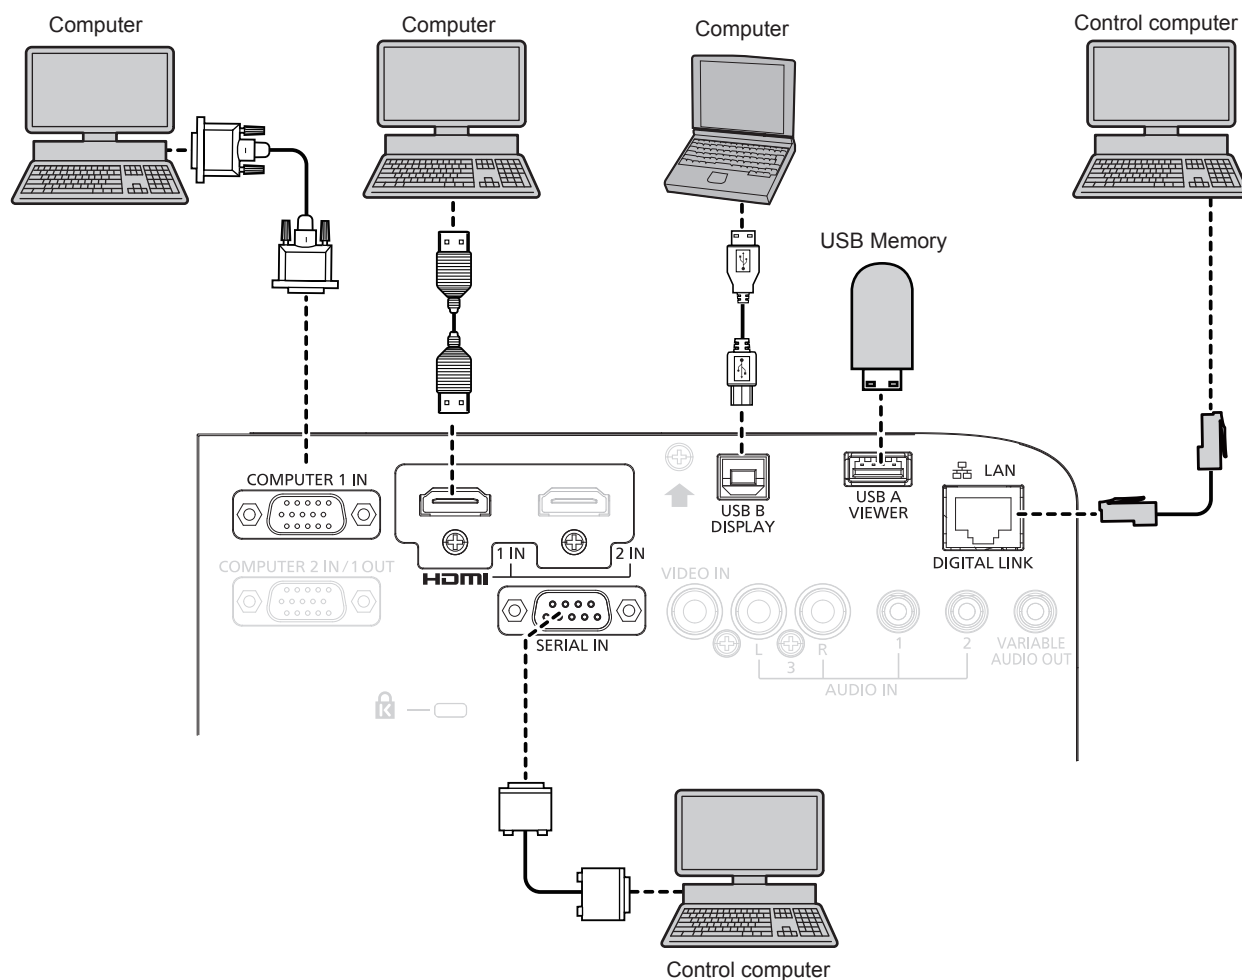 Computer
Computer
Computer
Control computer
USB Memory
COMPUTER 1 IN
USB B
DISPLAY
USB A
VIEWER
LAN
DIGITAL LINK
1 IN
2 IN
HDMI
COMPUTER 2 IN / 1 OUT
SERIAL IN
VIDEO IN
L
3
R
1
2
VARIABLE
AUDIO OUT
AUDIO IN
K
Control computer